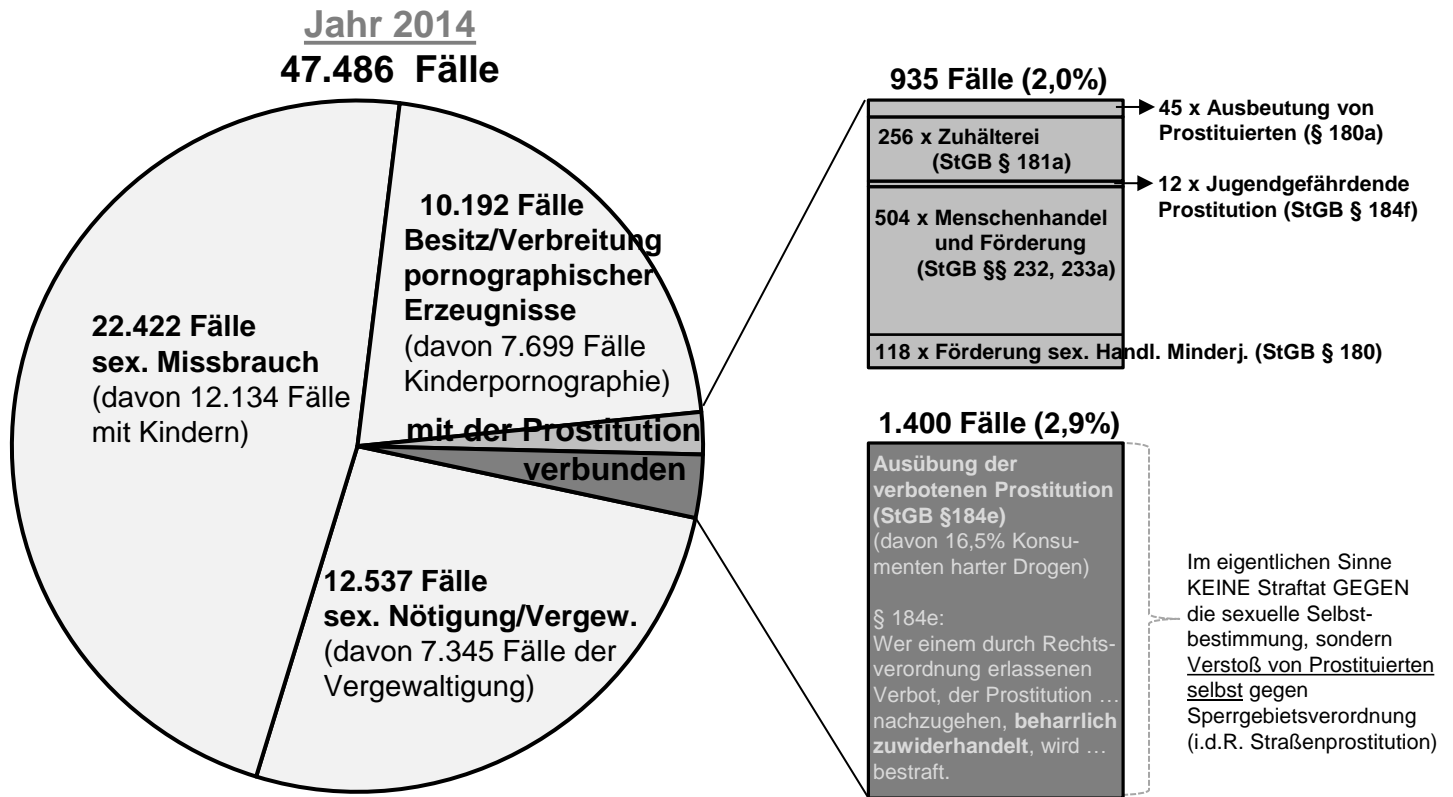 Jahr 2014
47.486 Fälle
22.422 Fälle
sex. Missbrauch
(davon 12.134 Fälle
mit Kindern)
10.192 Fälle
Besitz/Verbreitung
pornographischer
Erzeugnisse
(davon 7.699 Fälle
Kinderpornographie)
mit der Prostitution
verbunden
12.537 Fälle
sex. Nötigung/Vergew.
(davon 7.345 Fälle der
Vergewaltigung)
935 Fälle (2,0%)
45 x Ausbeutung von
Prostituierten (§ 180a)
256 x Zuhälterei
(StGB § 181a)
12 x Jugendgefährdende
Prostitution (StGB § 184f)
504 x Menschenhandel
und Förderung
(StGB §§ 232, 233a)
118 x Förderung sex. Handl. Minderj. (StGB § 180)
1.400 Fälle (2,9%)
Ausübung der
verbotenen Prostitution
(StGB §184e)
(davon 16,5% Konsu-
menten harter Drogen)
§ 184e:
Wer einem durch Rechts-
verordnung erlassenen
Verbot, der Prostitution …
nachzugehen, beharrlich
zuwiderhandelt, wird …
bestraft.
Im eigentlichen Sinne
KEINE Straftat GEGEN
die sexuelle Selbst-
bestimmung, sondern
Verstoß von Prostituierten
selbst gegen
Sperrgebietsverordnung
(i.d.R. Straßenprostitution)